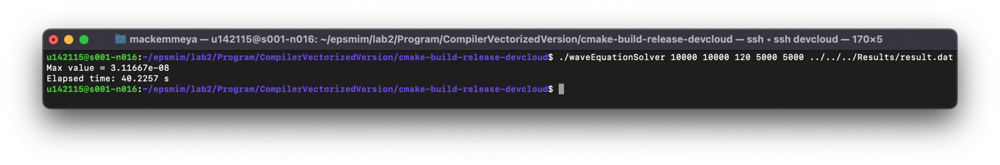 mackemmeya — u142115@s001-n016: ~/epsmim/lab2/Program/CompilerVectorizedVersion/cmake-build-release-devcloud — ssh ◂ ssh devcloud — 170×5
u142115@s001-n016:~/epsmim/lab2/Program/CompilerVectorizedVersion/cmake-build-release-devcloud$ ./waveEquationSolver 10000 10000 120 5000 5000 ../../../Results/result.dat
Max value = 3.11667e-08
Elapsed time: 40.2257 s
u142115@s001-n016:~/epsmim/lab2/Program/CompilerVectorizedVersion/cmake-build-release-devcloud$